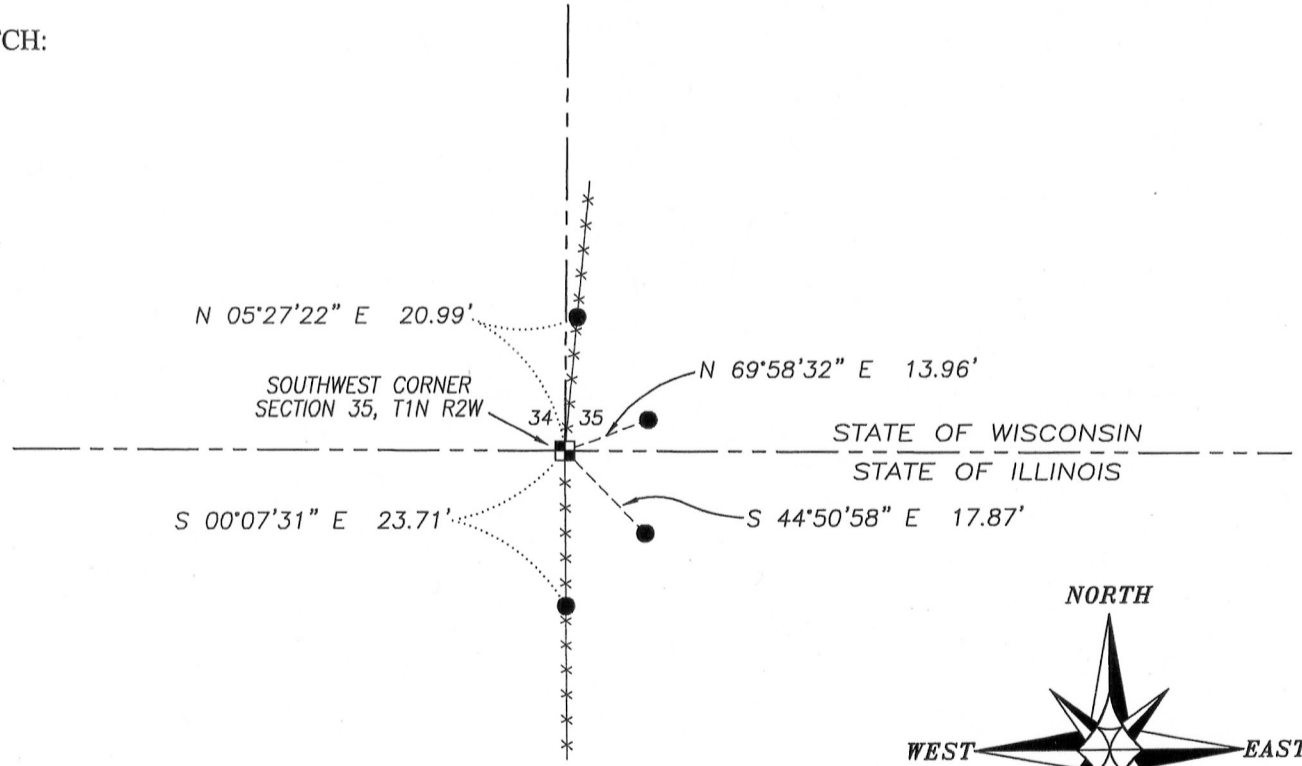 TCH:
N 05°27'22" E 20.99'
N 69°58'32" E 13.96'
SOUTHWEST CORNER
SECTION 35, T1N R2W
34 35
STATE OF WISCONSIN
STATE OF ILLINOIS
S 00°07'31" E 23.71'
S 44°50'58" E 17.87'
NORTH
WEST
EAST